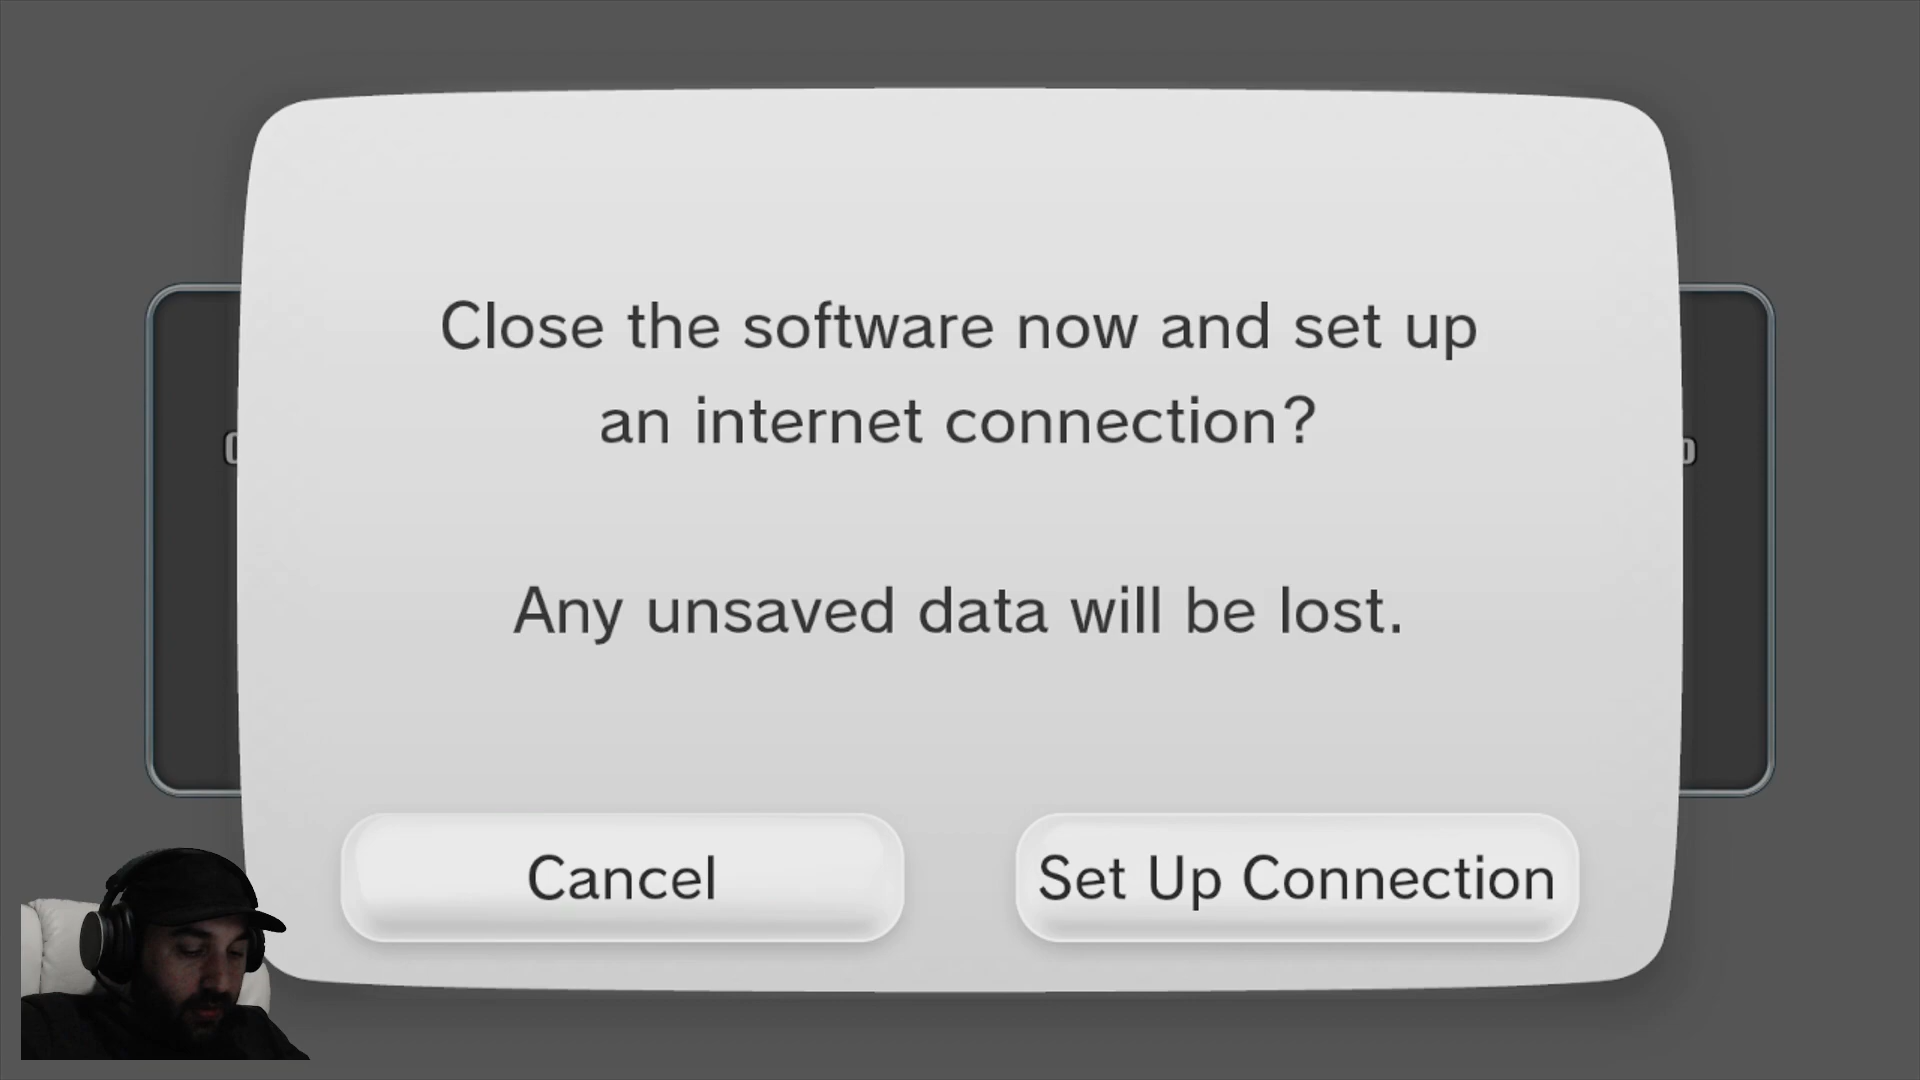 Close the software now and set up
an internet connection?
Any unsaved data will be lost.
Cancel
Set Up Connection